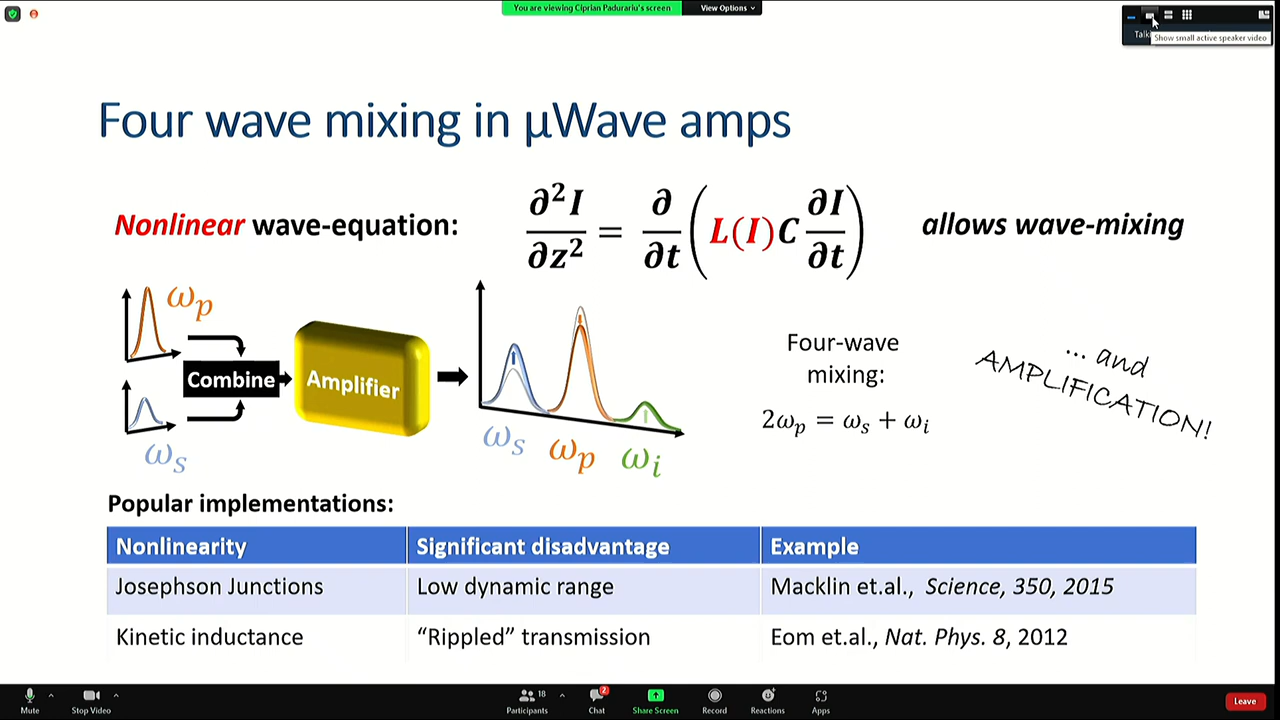 You are viewing Ciprian Padurariu's screen
View Options
Show small active speaker video
Four wave mixing in µWave amps
Nonlinear wave-equation:
∂²I/∂z² = ∂/∂t (L(I)C ∂I/∂t)
allows wave-mixing
ωp
Combine
Amplifier
ωs
ωs ωp ωi
Four-wave
mixing:
2ωp = ωs + ωi
... and
AMPLIFICATION!
Popular implementations:
Nonlinearity Significant disadvantage Example
Josephson Junctions Low dynamic range Macklin et.al., Science, 350, 2015
Kinetic inductance “Rippled” transmission Eom et.al., Nat. Phys. 8, 2012
Mute
Stop Video
18
Participants
2
Chat
Share Screen
Record
Reactions
Apps
Leave